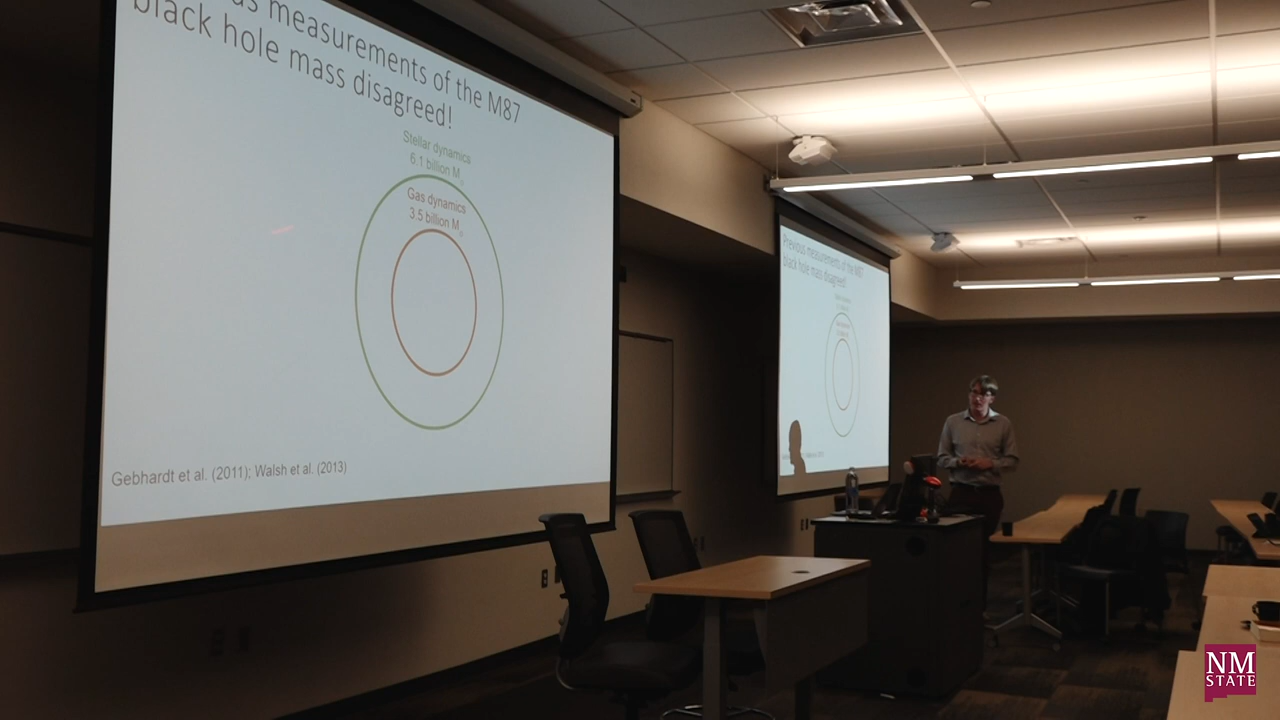 us measurements of the M87
black hole mass disagreed!
Stellar dynamics
6.1 billion M
Gas dynamics
3.5 billion M
Gebhardt et al. (2011); Walsh et al. (2013)
Previous measurements of the M87
black hole mass disagreed!
NM
STATE